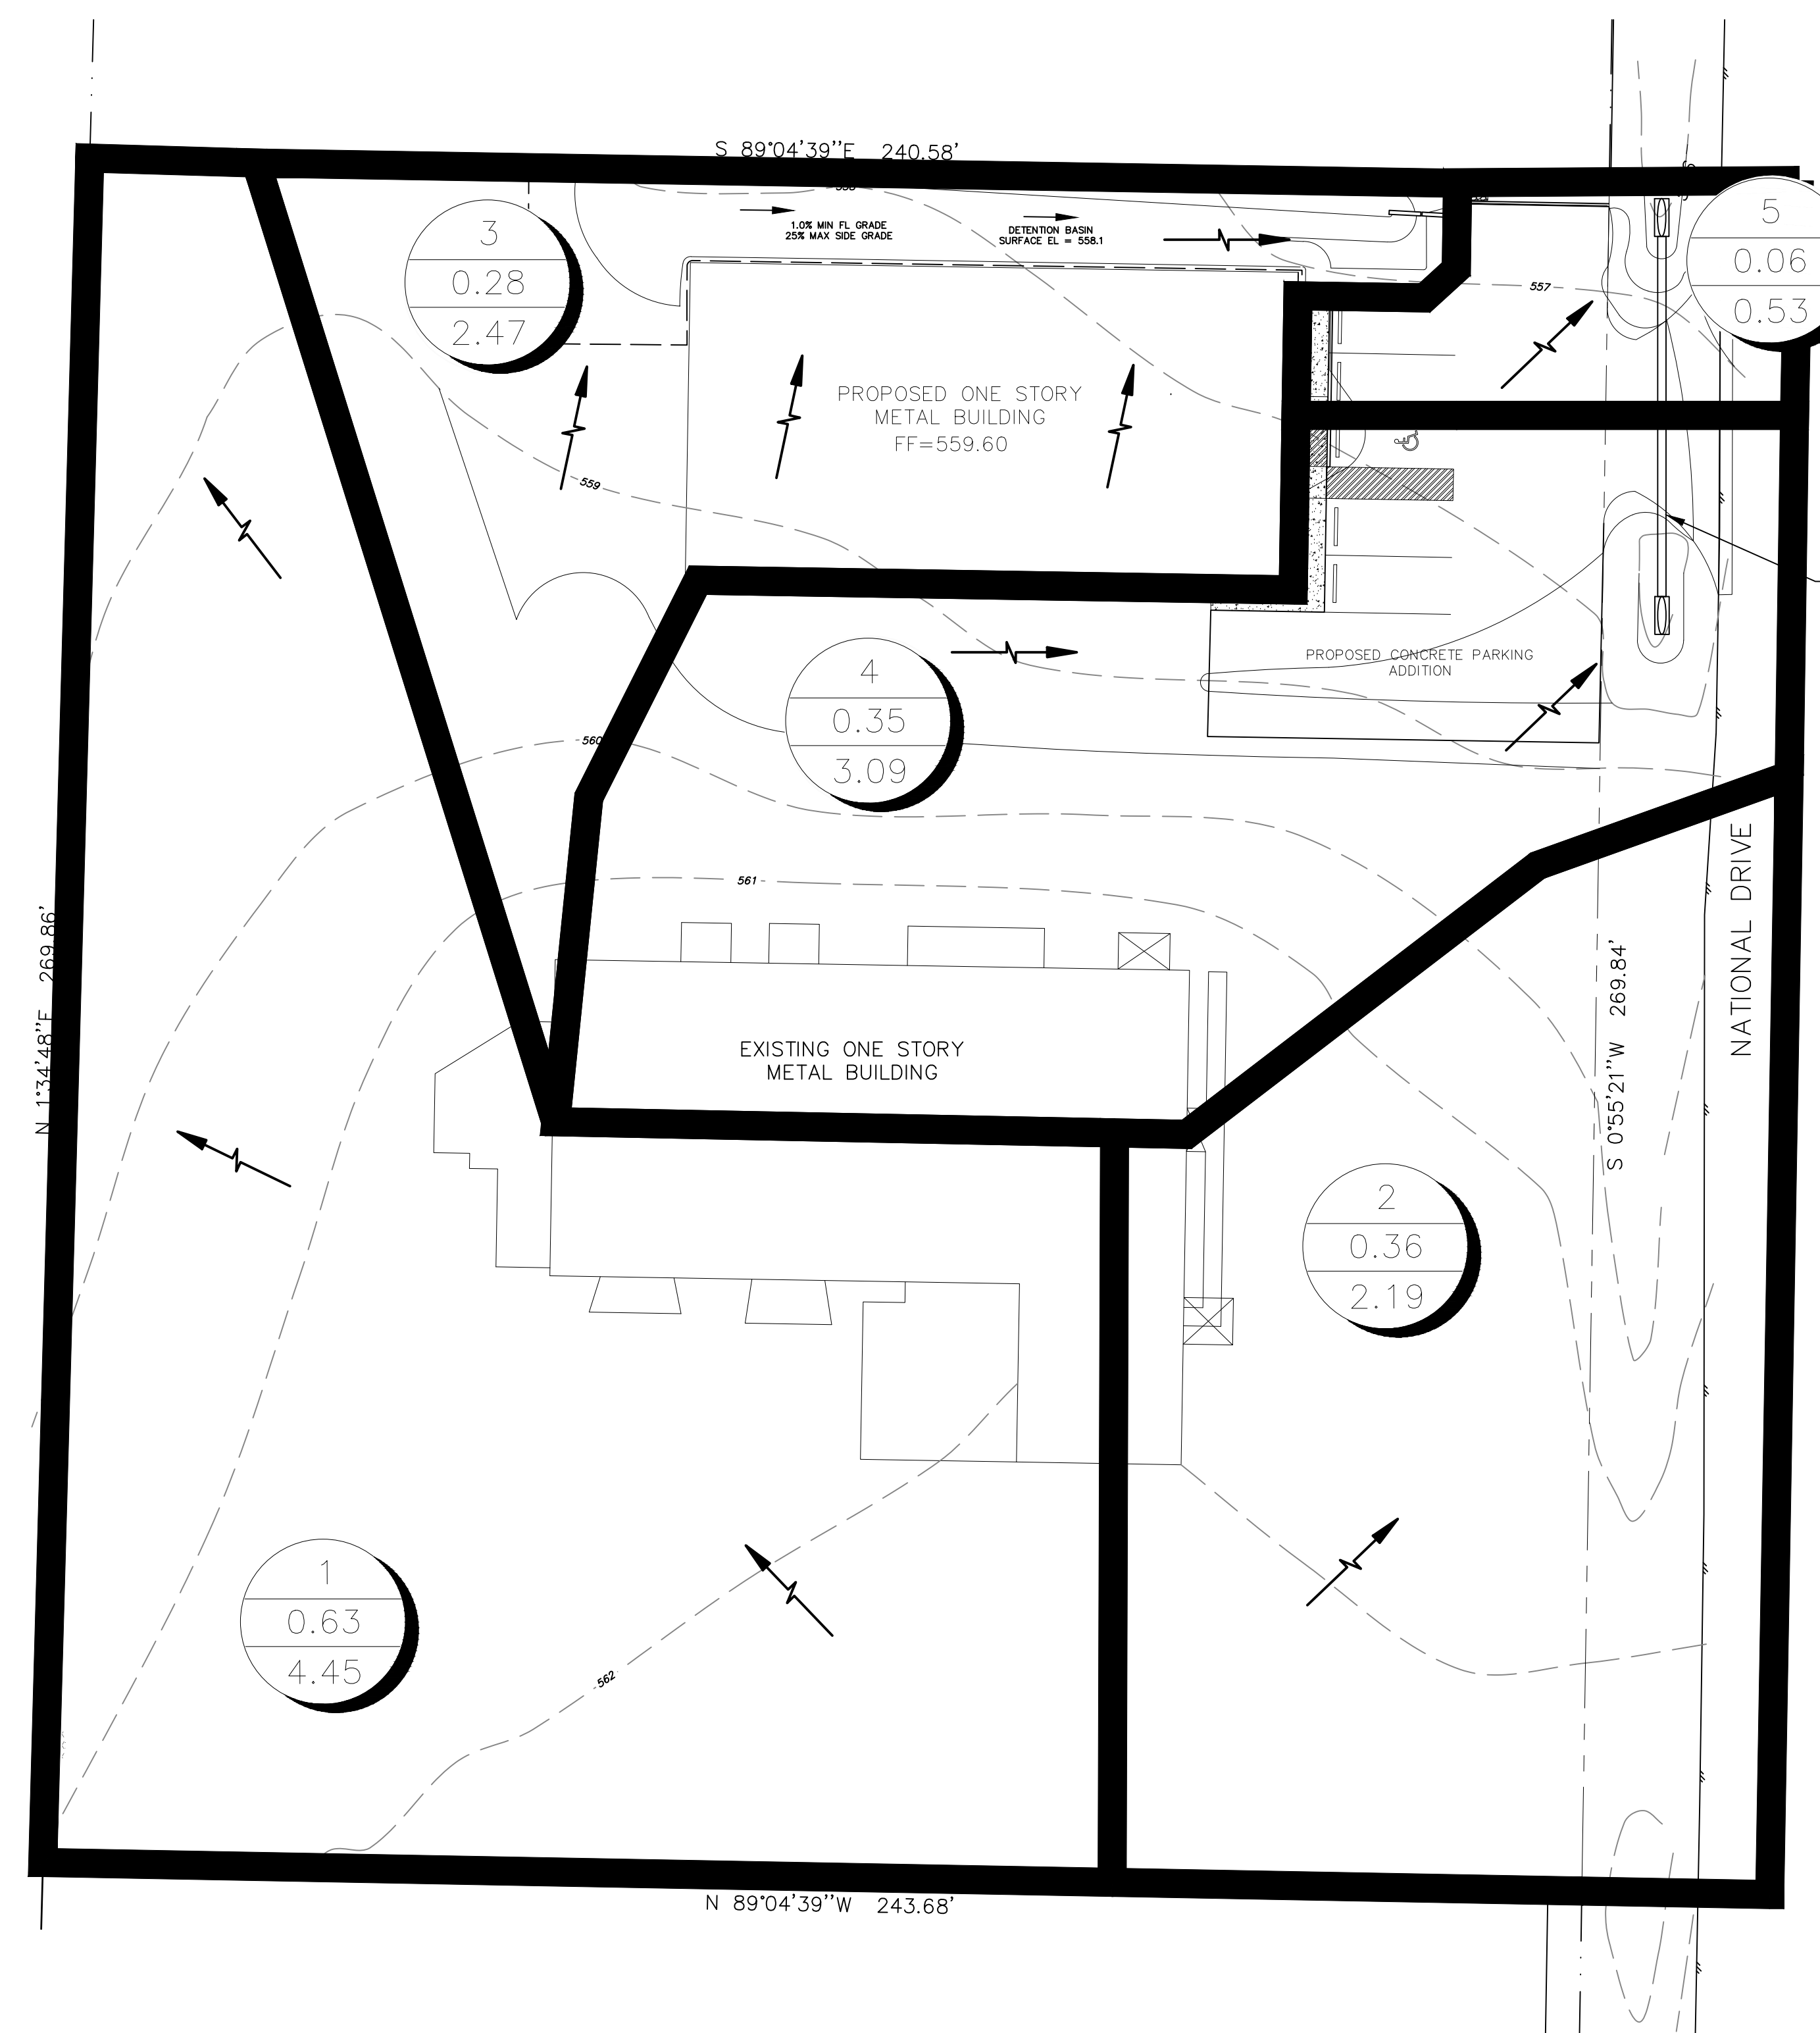 S 89°04'39"E 240.58'
558
1.0% MIN FL GRADE
25% MAX SIDE GRADE
DETENTION BASIN
SURFACE EL = 558.1
3
0.28
2.47
5
0.06
0.53
557
PROPOSED ONE STORY
METAL BUILDING
FF=559.60
559
4
0.35
3.09
PROPOSED CONCRETE PARKING
ADDITION
560
561
NATIONAL DRIVE
N 1°34'48"E 269.86'
S 0°55'21"W 269.84'
EXISTING ONE STORY
METAL BUILDING
2
0.36
2.19
1
0.63
4.45
562
N 89°04'39"W 243.68'